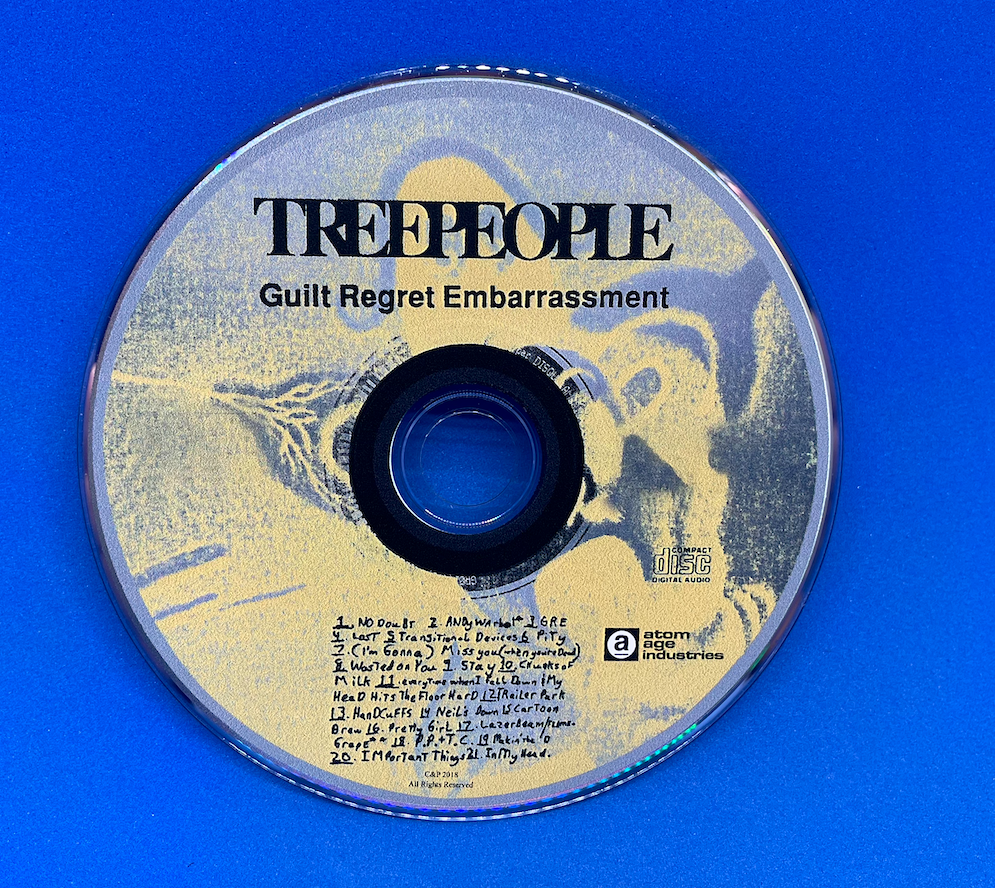 TREEPEOPLE
Guilt Regret Embarrassment
DISCL
COMPACT
disc
DIGITAL AUDIO
1. NO DouBt 2. ANDy WArhol* 3 GRE
4. LosT 5 Transitional Devices 6 PiTy
7. (I'm Gonna) Miss you (when you're Dead)
8. WasTed on You 9. STay 10. Chunks of
Milk 11. everytime when I Fall Down & My
HeaD HiTs The Floor HarD 12 TRailer Park
13. HanDCuFFs 14 Neil's Down 15 CarToon
Brew 16. PreTTy GirL 17. LazerBeam/Flems-
GraPe** 18. P.P. + T.C. 19 Makin' the D
20. IMPorTanT Things 21. In My Head.
a atom
age
industries
C&P 2018
All Rights Reserved